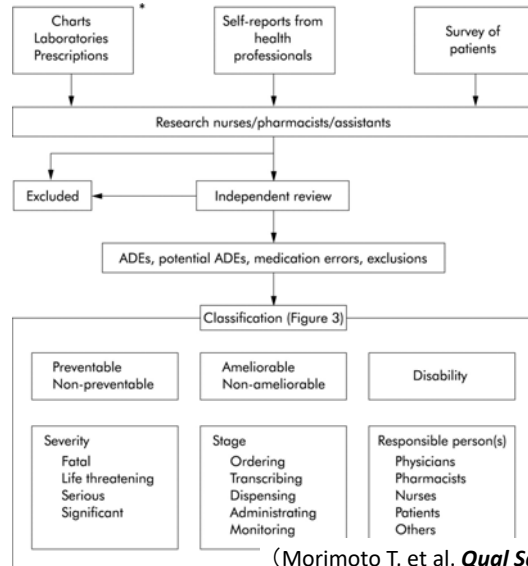 *
Charts
Laboratories
Prescriptions
Self-reports from
health
professionals
Survey of
patients
Research nurses/pharmacists/assistants
Excluded
Independent review
ADEs, potential ADEs, medication errors, exclusions
Classification (Figure 3)
Preventable
Non-preventable
Ameliorable
Non-ameliorable
Disability
Severity
Fatal
Life threatening
Serious
Significant
Stage
Ordering
Transcribing
Dispensing
Administrating
Monitoring
Responsible person(s)
Physicians
Pharmacists
Nurses
Patients
Others
（Morimoto T, et al. Qual